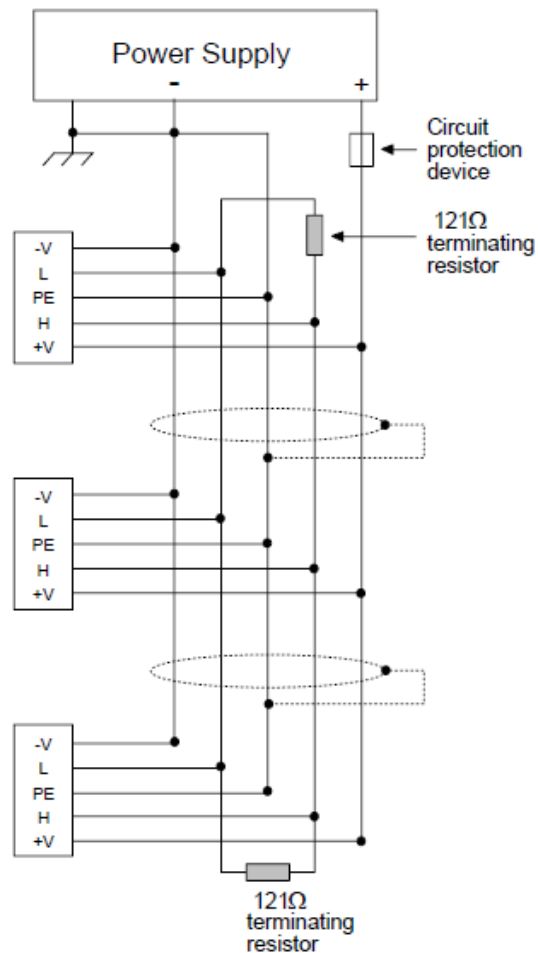 Power Supply
-
+
Circuit
protection
device
121Ω
terminating
resistor
-V
L
PE
H
+V
-V
L
PE
H
+V
-V
L
PE
H
+V
121Ω
terminating
resistor